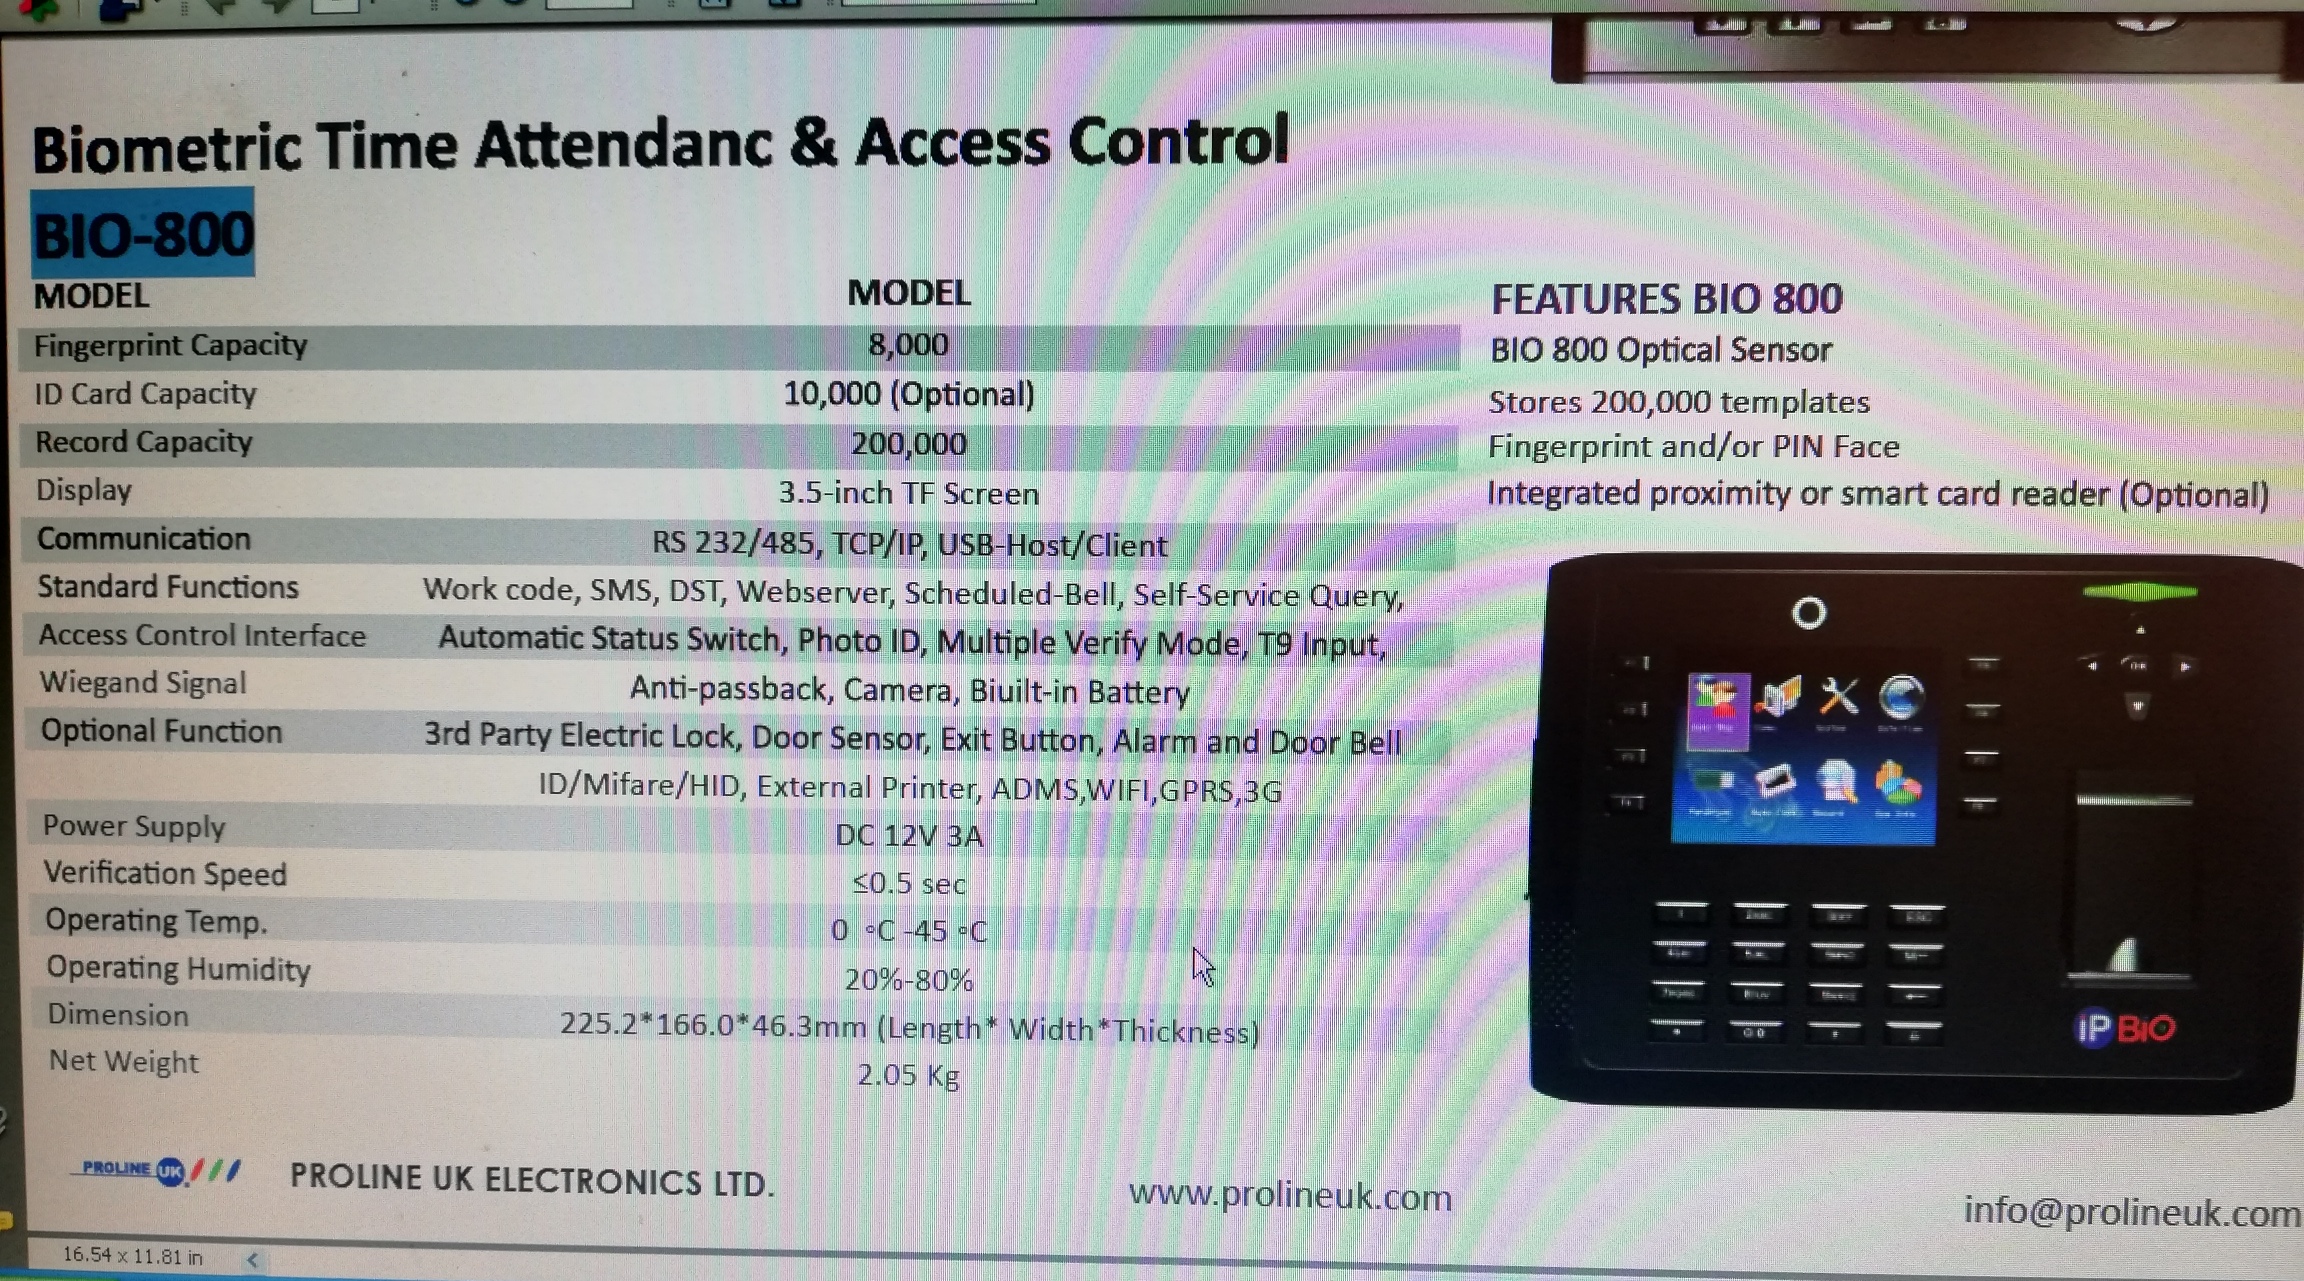 Biometric Time Attendanc & Access Control
BIO-800
MODEL MODEL
Fingerprint Capacity 8,000
ID Card Capacity 10,000 (Optional)
Record Capacity 200,000
Display 3.5-inch TF Screen
Communication RS 232/485, TCP/IP, USB-Host/Client
Standard Functions Work code, SMS, DST, Webserver, Scheduled-Bell, Self-Service Query,
Access Control Interface Automatic Status Switch, Photo ID, Multiple Verify Mode, T9 Input,
Wiegand Signal Anti-passback, Camera, Biuilt-in Battery
Optional Function 3rd Party Electric Lock, Door Sensor, Exit Button, Alarm and Door Bell
ID/Mifare/HID, External Printer, ADMS,WIFI,GPRS,3G
Power Supply DC 12V 3A
Verification Speed ≤0.5 sec
Operating Temp. 0 °C -45 °C
Operating Humidity 20%-80%
Dimension 225.2*166.0*46.3mm (Length* Width*Thickness)
Net Weight 2.05 Kg
FEATURES BIO 800
BIO 800 Optical Sensor
Stores 200,000 templates
Fingerprint and/or PIN Face
Integrated proximity or smart card reader (Optional)
OK
ESC
iP BIO
PROLINE UK
PROLINE UK ELECTRONICS LTD.
www.prolineuk.com
info@prolineuk.com
16.54 x 11.81 in